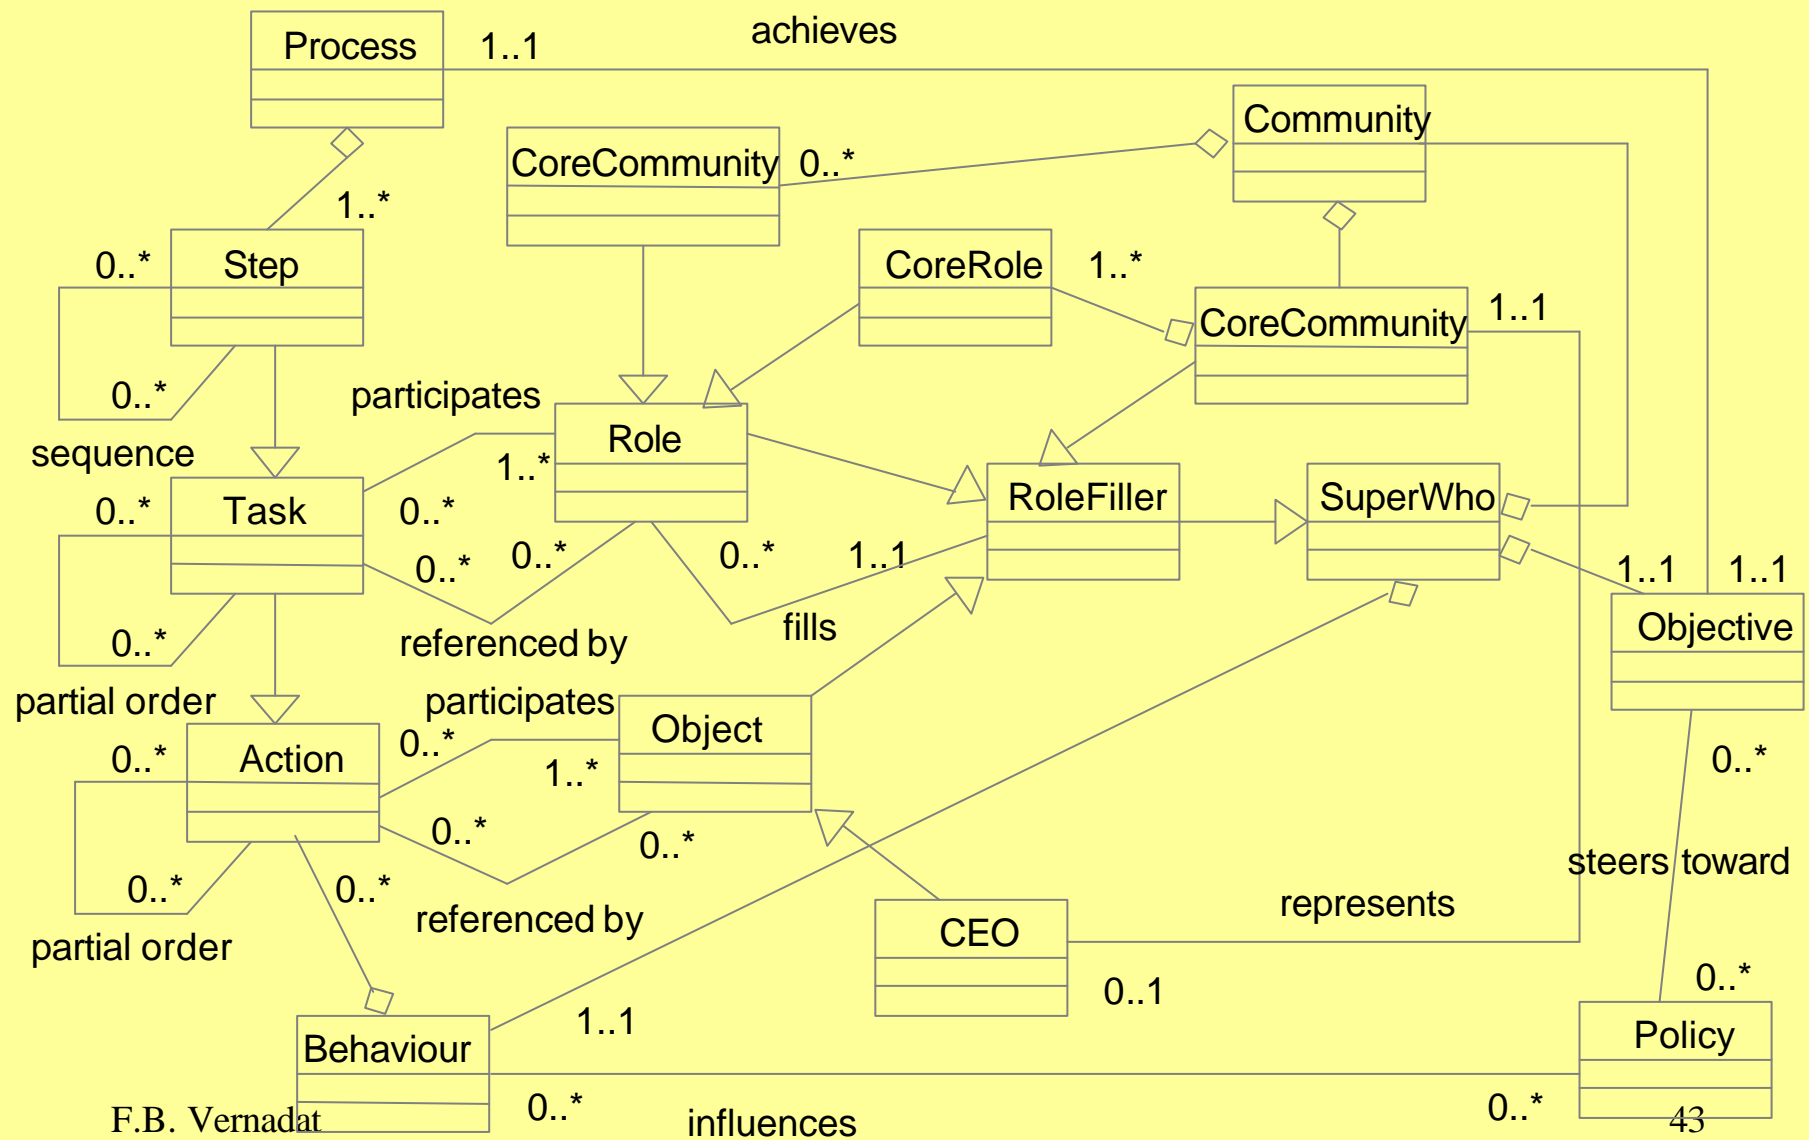 achieves
Process 1..1
Community
CoreCommunity 0..*
1..*
0..* Step CoreRole 1..*
CoreCommunity 1..1
0..* participates
sequence Role
1..*
RoleFiller SuperWho
0..* Task 0..*
0..* 0..* 0..* 1..1
1..1 1..1
0..* referenced by fills Objective
partial order participates
Object
0..* Action 0..* 1..* 0..*
0..* 0..*
steers toward
0..* 0..*
referenced by represents
partial order CEO
0..1 0..*
1..1
Behaviour Policy
F.B. Vernadat 0..* influences 0..* 43